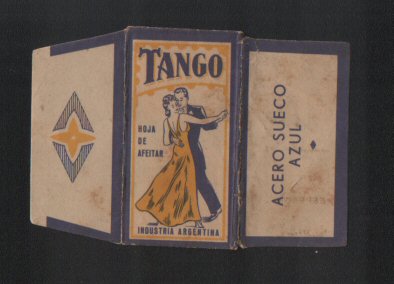 TANGO
HOJA
DE
AFEITAR
INDUSTRIA ARGENTINA
ACERO SUECO
AZUL